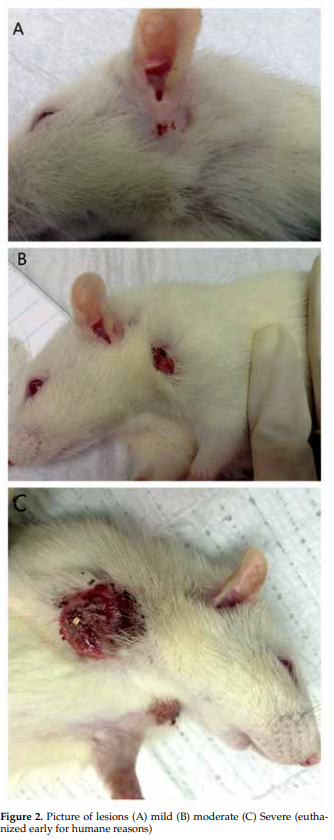 A
B
C
Figure 2. Picture of lesions (A) mild (B) moderate (C) Severe (eutha-
nized early for humane reasons)